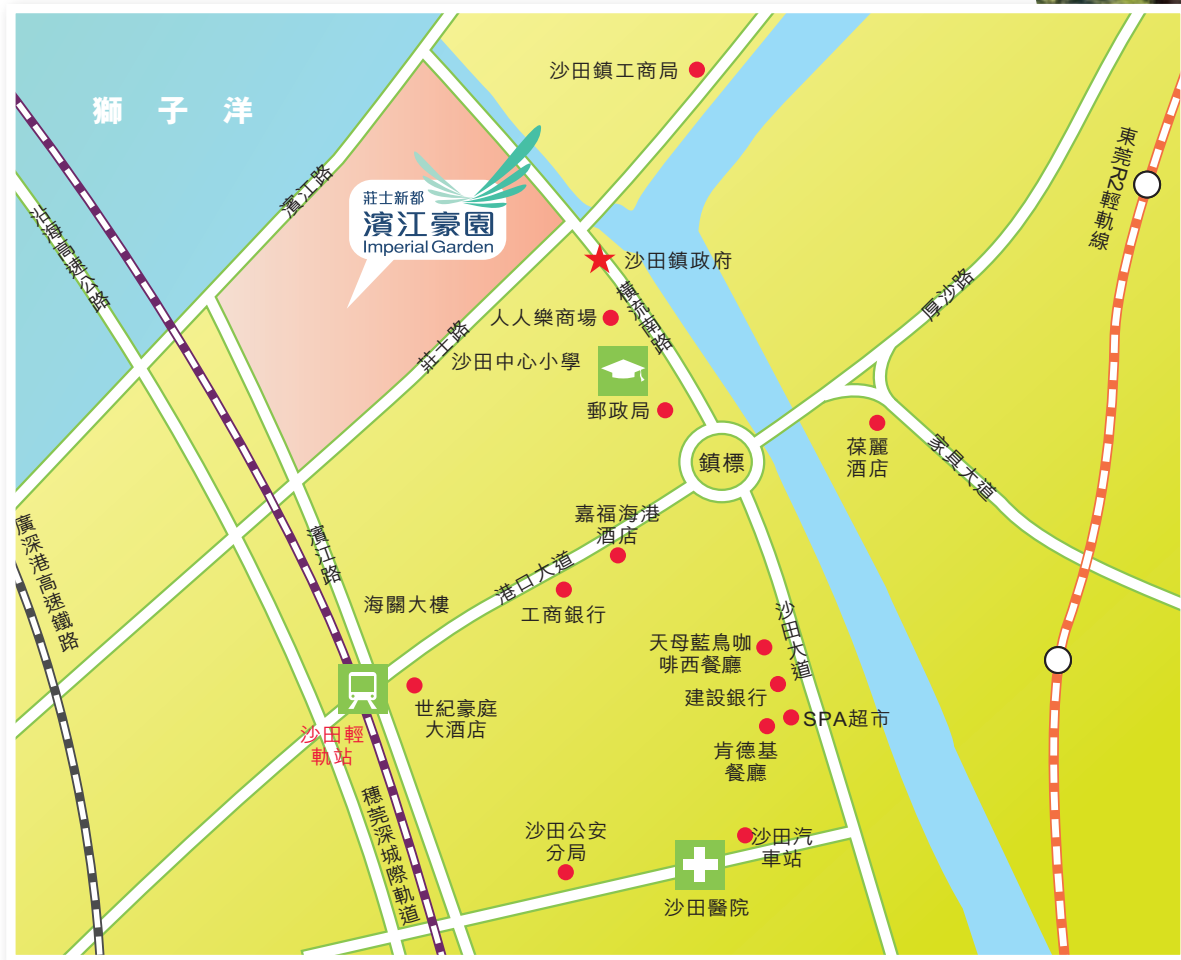 沙田鎮工商局
獅子洋
東莞R2輕軌線
濱江路
莊士新都
濱江豪園
Imperial Garden
沿海高速公路
沙田鎮政府
橫流南路
人人樂商場
厚沙路
莊士路
沙田中心小學
郵政局
鎮標
葆麗
酒店
家具大道
嘉福海港
酒店
廣深港高速鐵路
濱江路
港口大道
工商銀行
海關大樓
沙田大道
天母藍鳥咖
啡西餐廳
建設銀行
SPA超市
世紀豪庭
大酒店
沙田輕
軌站
肯德基
餐廳
穗莞深城際軌道
沙田公安
分局
沙田汽
車站
沙田醫院